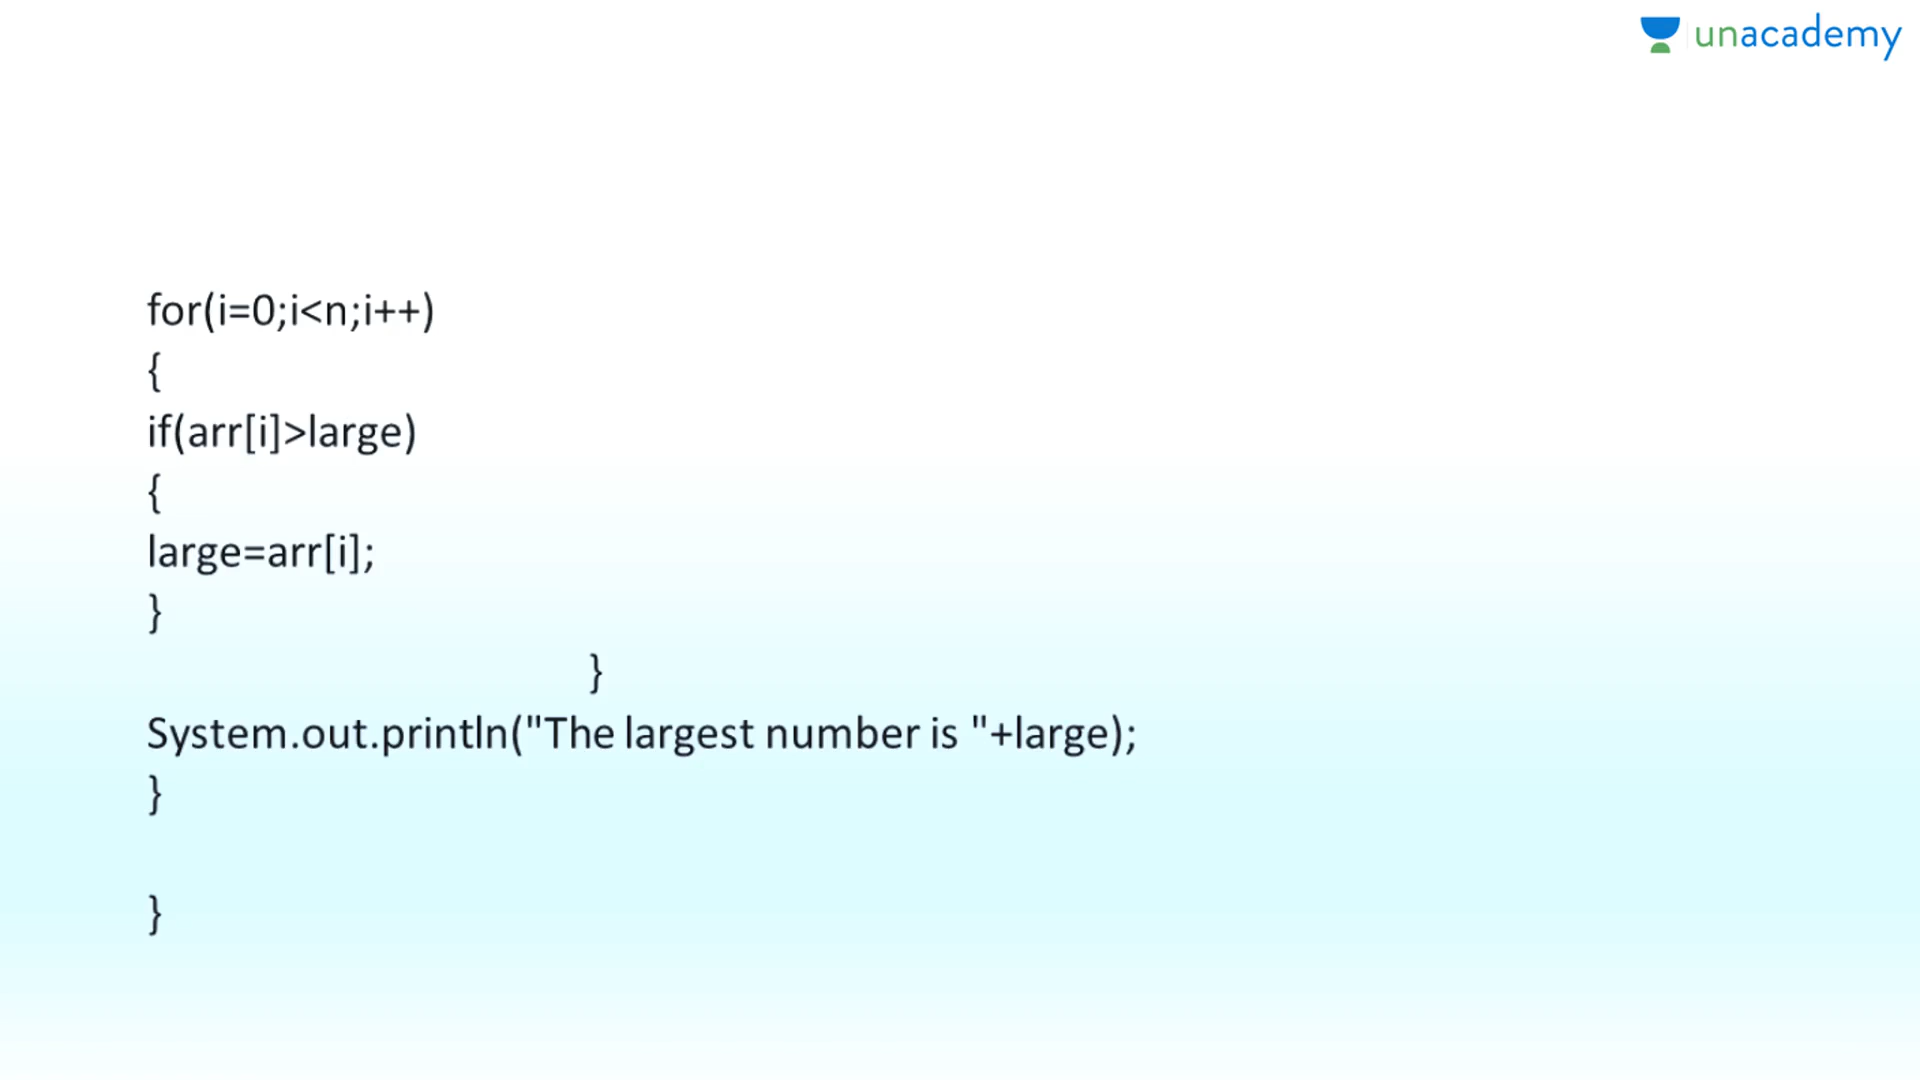 unacademy
for(i=0;i<n;i++)
{
if(arr[i]>large)
{
large=arr[i];
}
}
System.out.println("The largest number is "+large);
}
}